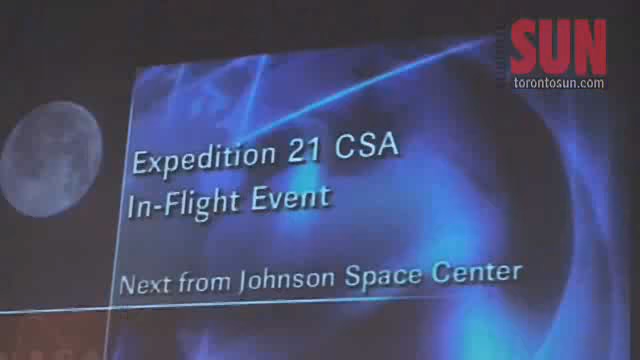 SUN
torontosun.com
Expedition 21 CSA
In-Flight Event
Next from Johnson Space Center